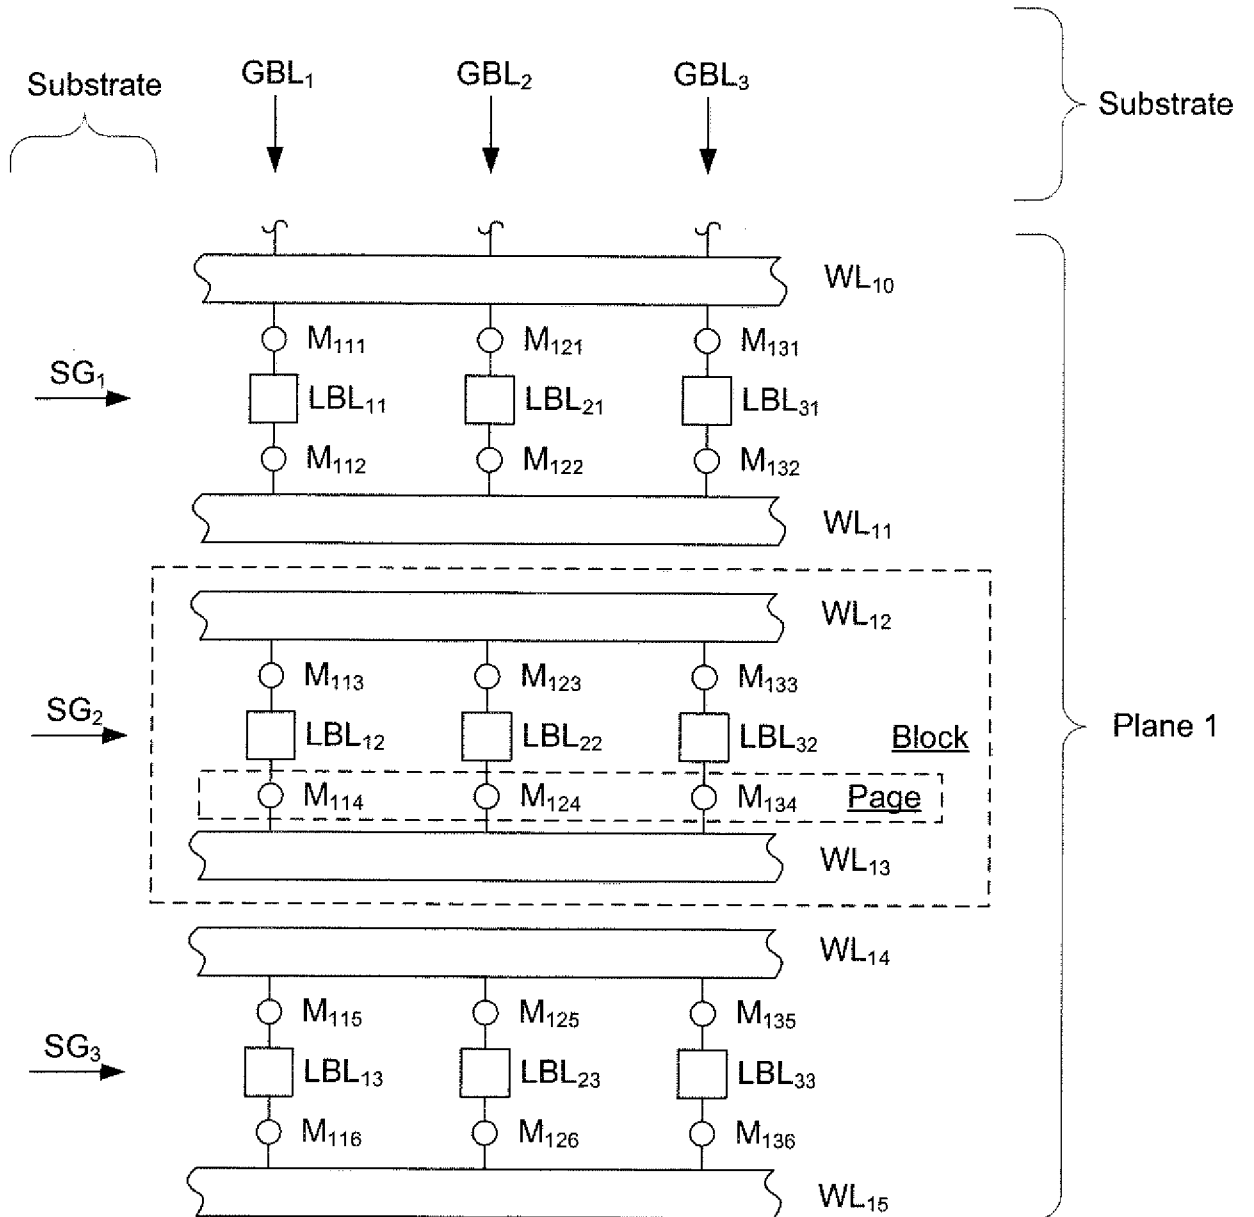 Substrate
GBL₁ GBL₂ GBL₃
Substrate
WL₁₀
M₁₁₁ M₁₂₁ M₁₃₁
SG₁ LBL₁₁ LBL₂₁ LBL₃₁
M₁₁₂ M₁₂₂ M₁₃₂
WL₁₁
WL₁₂
M₁₁₃ M₁₂₃ M₁₃₃
SG₂ LBL₁₂ LBL₂₂ LBL₃₂ Block Plane 1
M₁₁₄ M₁₂₄ M₁₃₄ Page
WL₁₃
WL₁₄
M₁₁₅ M₁₂₅ M₁₃₅
SG₃ LBL₁₃ LBL₂₃ LBL₃₃
M₁₁₆ M₁₂₆ M₁₃₆
WL₁₅